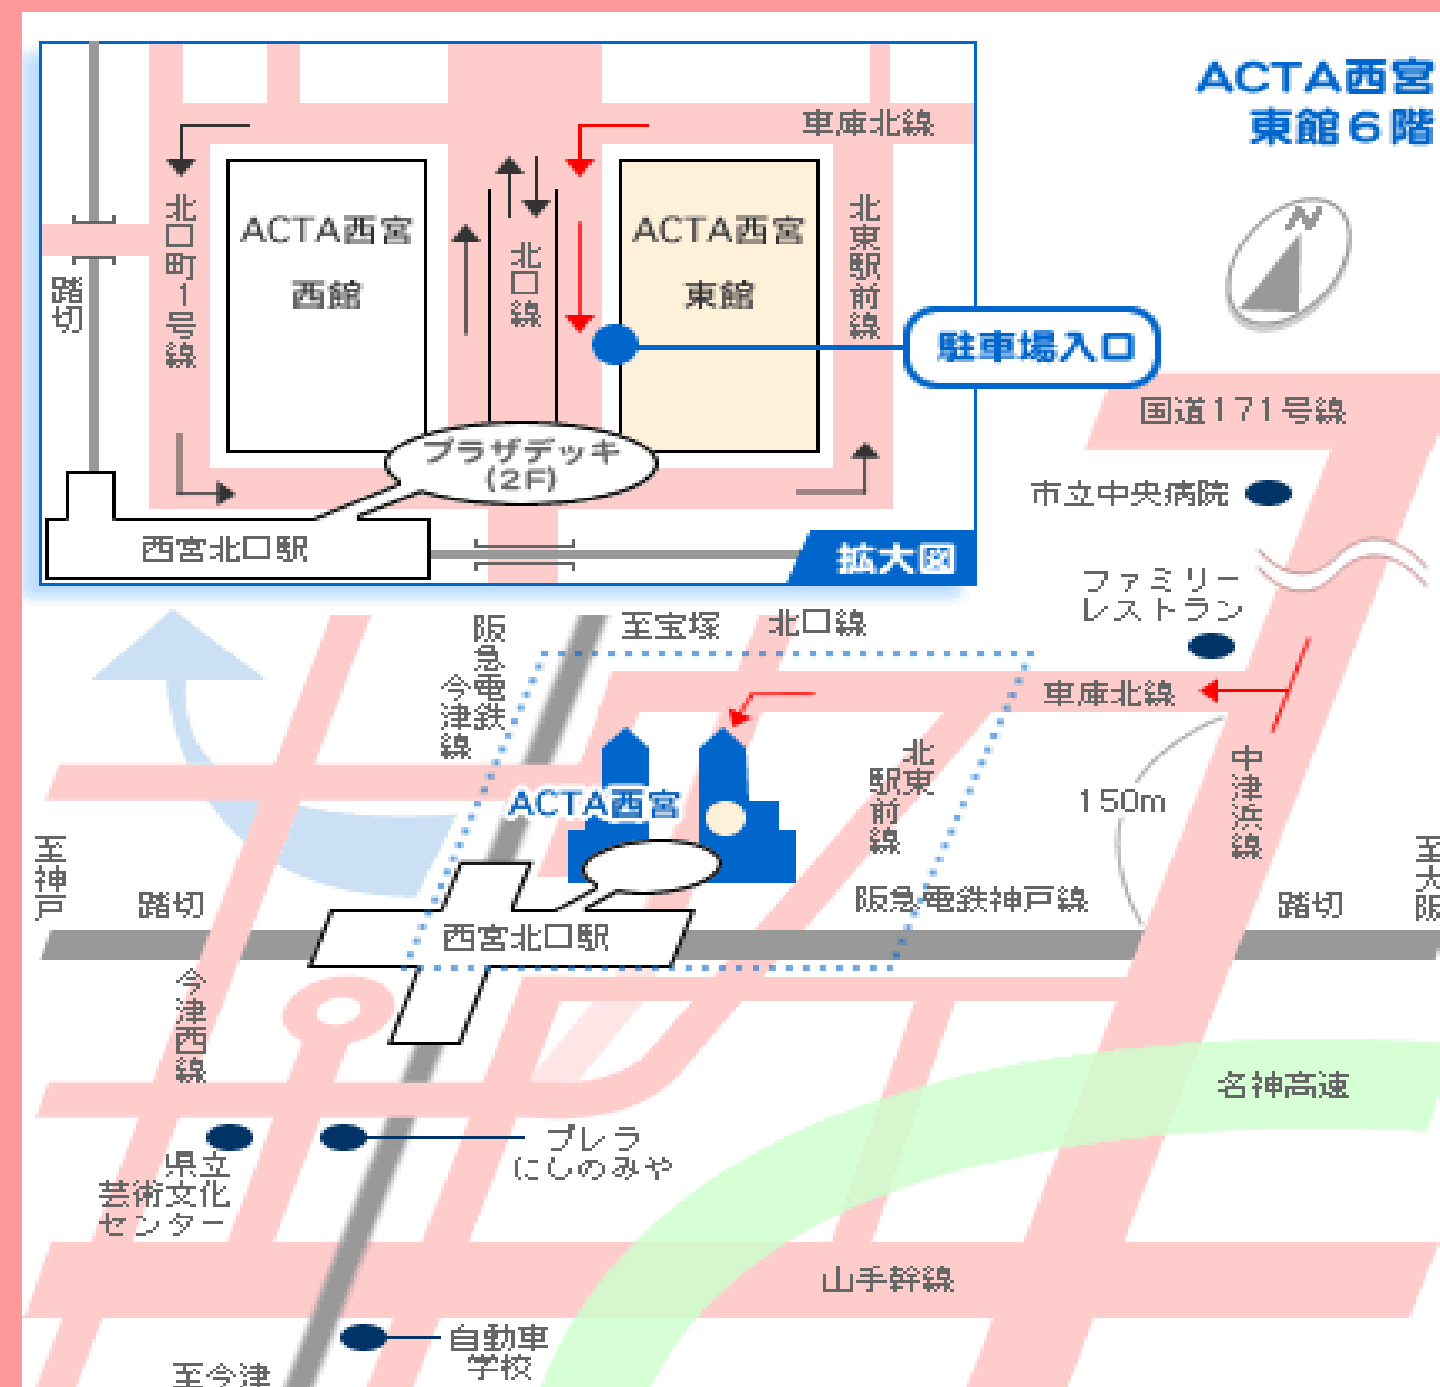 ACTA西宮
東館6階
車庫北線
ACTA西宮
西館
ACTA西宮
東館
北口町1号線
北口線
北東駅前線
踏切
駐車場入口
プラザデッキ
(2F)
西宮北口駅
拡大図
国道171号線
市立中央病院
ファミリー
レストラン
阪急電鉄
今津線
至宝塚
北口線
車庫北線
北東
駅前線
中津浜線
150m
ACTA西宮
至神戸
踏切
阪急電鉄神戸線
踏切
至大阪
西宮北口駅
今津西線
名神高速
プレラ
にしのみや
県立
芸術文化
センター
山手幹線
自動車
学校
至今津
N